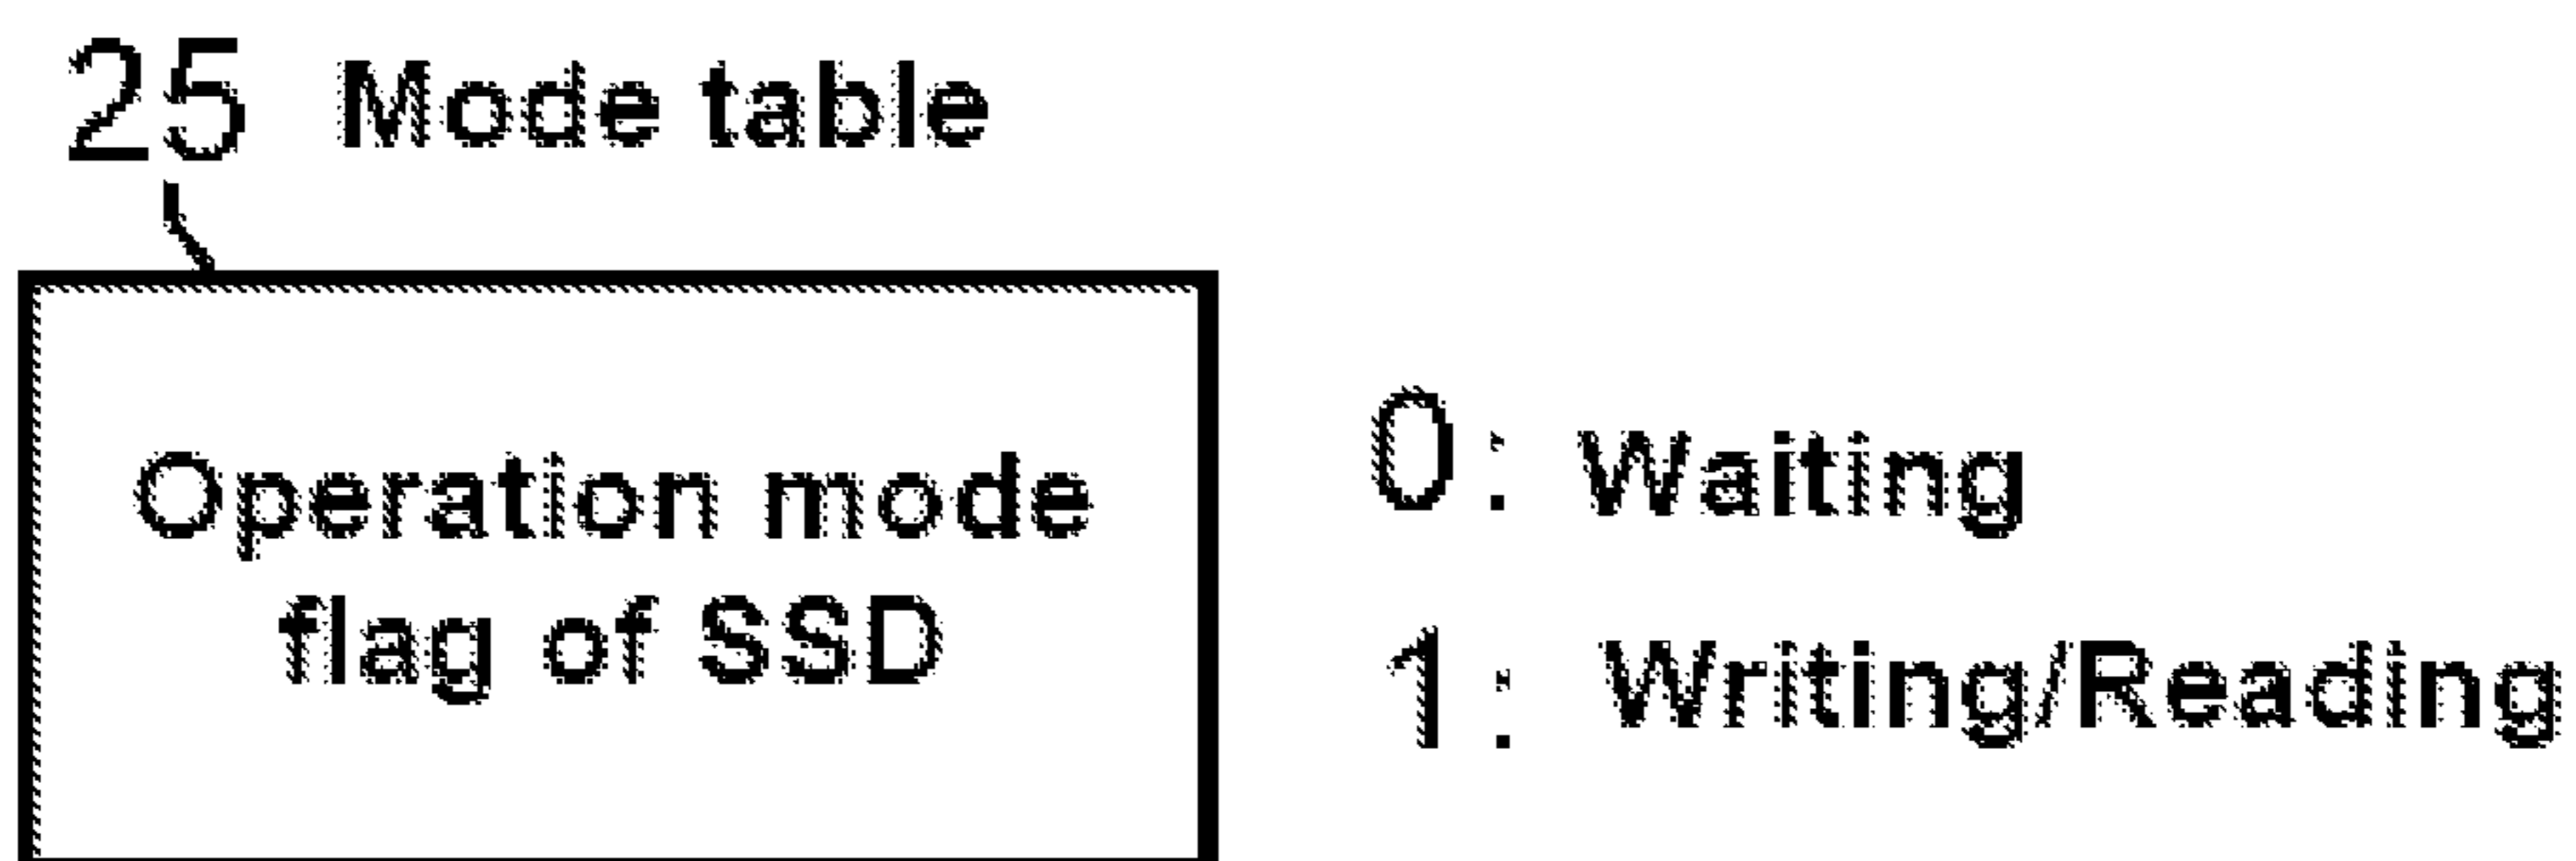 25 Mode table
Operation mode
flag of SSD
0: Waiting
1: Writing/Reading